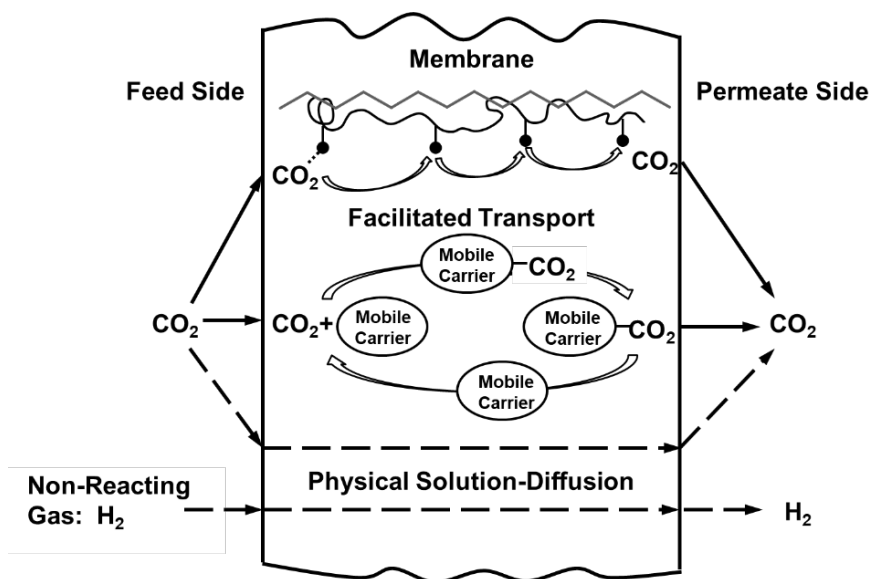 Membrane
Feed Side
Permeate Side
CO₂
CO₂
Facilitated Transport
Mobile
Carrier
CO₂
CO₂
CO₂+
Mobile
Carrier
Mobile
Carrier
CO₂
CO₂
Mobile
Carrier
Physical Solution-Diffusion
Non-Reacting
Gas: H₂
H₂